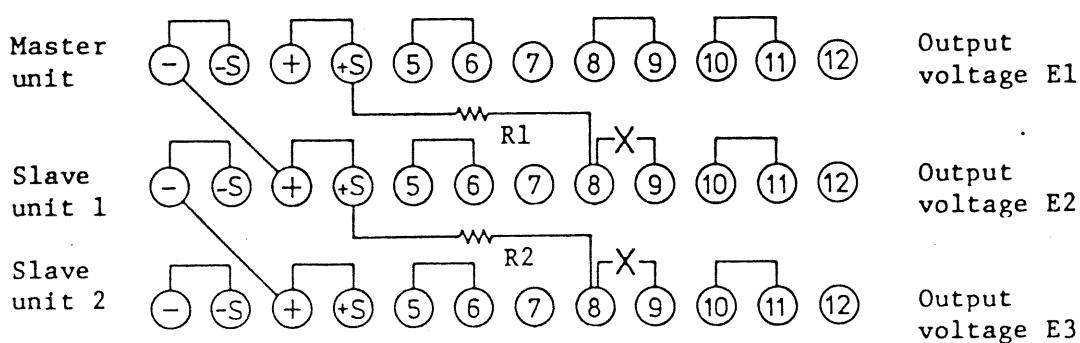 Master unit - -S + +S 5 6 7 8 9 10 11 12 Output voltage E1
R1
Slave unit 1 - -S + +S 5 6 7 8 9 10 11 12 Output voltage E2
R2
Slave unit 2 - -S + +S 5 6 7 8 9 10 11 12 Output voltage E3